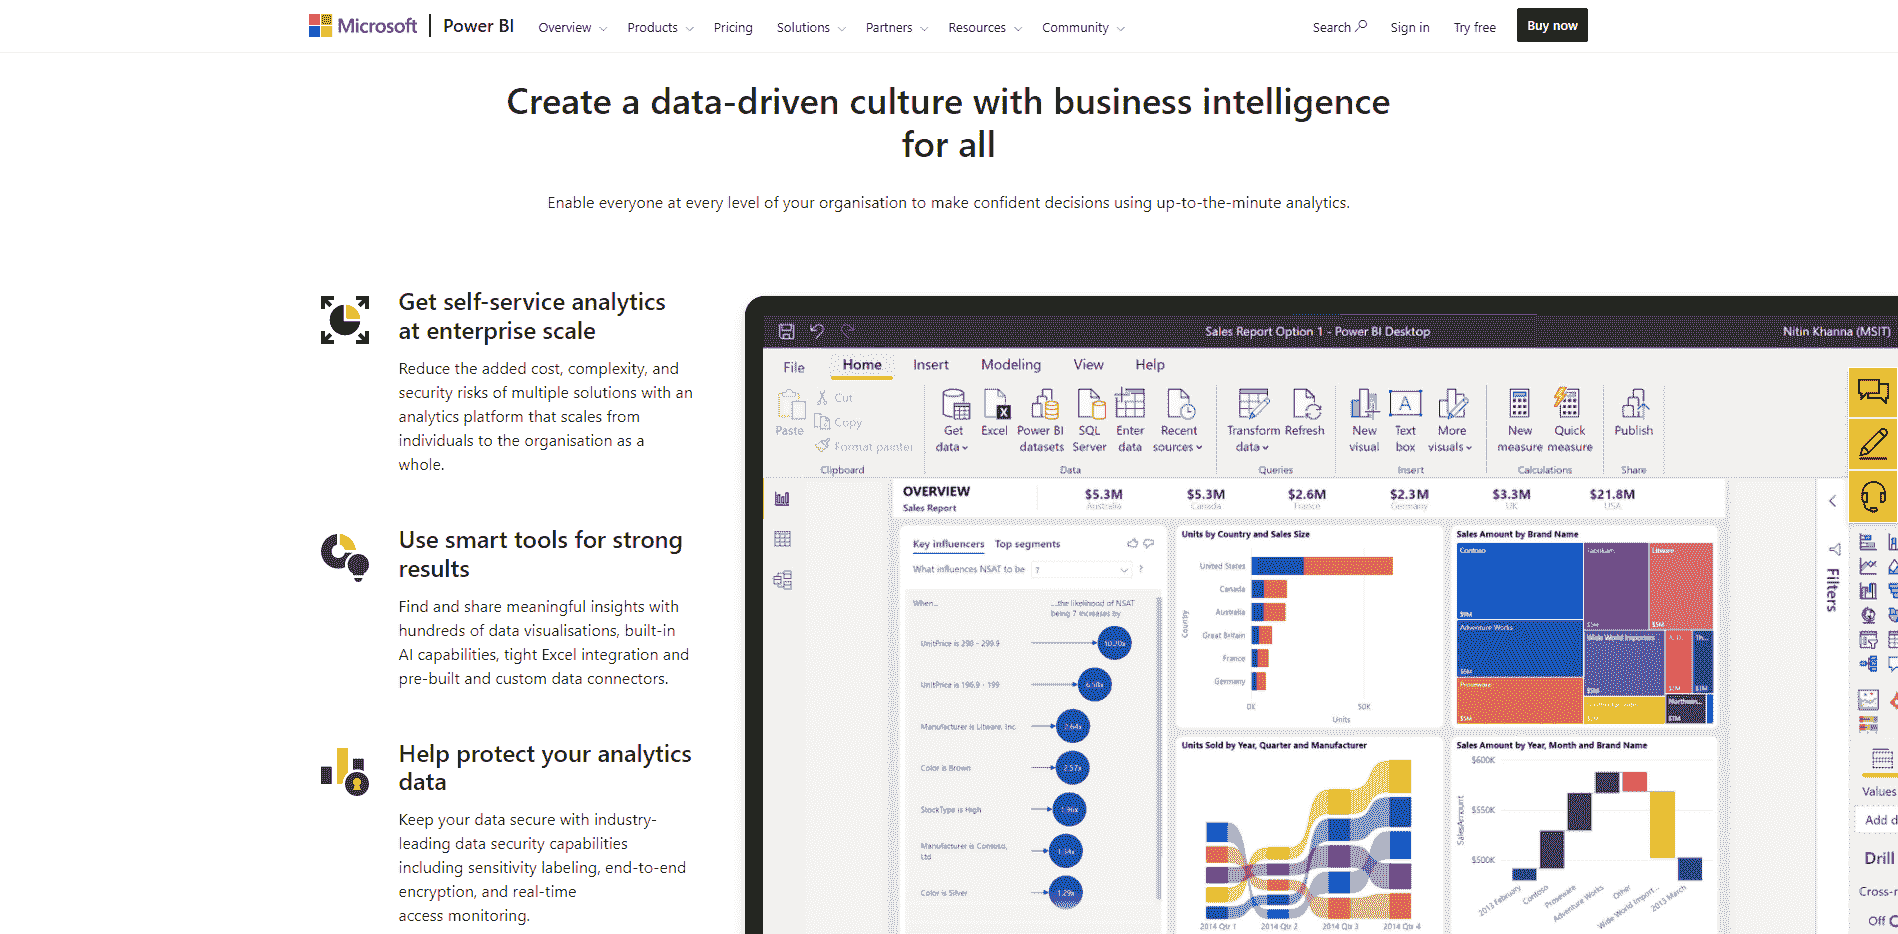 Microsoft | Power BI Overview Products Pricing Solutions Partners Resources Community Search Sign in Try free Buy now
Create a data-driven culture with business intelligence
for all
Enable everyone at every level of your organisation to make confident decisions using up-to-the-minute analytics.
Get self-service analytics
at enterprise scale
Reduce the added cost, complexity, and
security risks of multiple solutions with an
analytics platform that scales from
individuals to the organisation as a
whole.
Use smart tools for strong
results
Find and share meaningful insights with
hundreds of data visualisations, built-in
AI capabilities, tight Excel integration and
pre-built and custom data connectors.
Help protect your analytics
data
Keep your data secure with industry-
leading data security capabilities
including sensitivity labeling, end-to-end
encryption, and real-time
access monitoring.
Sales Report Option 1 - Power BI Desktop
Nitin Khanna (MSIT)
File Home Insert Modeling View Help
Paste
Cut
Copy
Format painter
Clipboard
Get
data
Excel
Power BI
datasets
SQL
Server
Enter
data
Recent
sources
Data
Transform
data
Refresh
Queries
New
visual
Text
box
More
visuals
Insert
New
measure
Quick
measure
Calculations
Publish
Share
OVERVIEW
Sales Report
$5.3M
Australia
$5.3M
Canada
$2.6M
France
$2.3M
Germany
$3.3M
UK
$21.8M
USA
Key influencers Top segments
What influences NSAT to be 7 ?
When...
...the likelihood of NSAT
being 7 increases by
UnitPrice is 298 - 299.9
10.20x
UnitPrice is 196.9 - 199
Manufacturer is Litware, Inc.
2.64x
Color is Brown
2.57x
StockType is High
1.96x
Manufacturer is Contoso,
Ltd
Color is Silver
1.29x
Units by Country and Sales Size
Country
United States
Canada
Australia
Great Britain
France
Germany
0K 50K
Units
Sales Amount by Brand Name
Contoso
$9M
Fabrikam
$5M
Litware
$5M
Adventure Works
$6M
Wide World Importers
$5M
A. D...
Th...
Proseware
$5M
Northwin...
$1M
Units Sold by Year, Quarter and Manufacturer
2014 Qtr 1 2014 Qtr 2 2014 Qtr 3 2014 Qtr 4
Sales Amount by Year, Month and Brand Name
SalesAmount
$600K
$550K
$500K
2013 February
Contoso
Proseware
Adventure Works
Other
Wide World Import...
2013 March
Filters
Values
Add d
Drill
Cross-r
Off